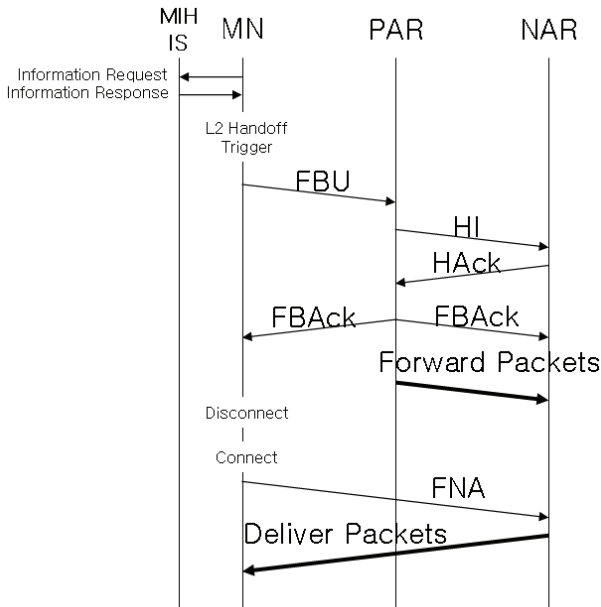 MIH
IS
MN
PAR
NAR
Information Request
Information Response
L2 Handoff
Trigger
FBU
HI
HAck
FBAck
FBAck
Forward Packets
Disconnect
Connect
FNA
Deliver Packets